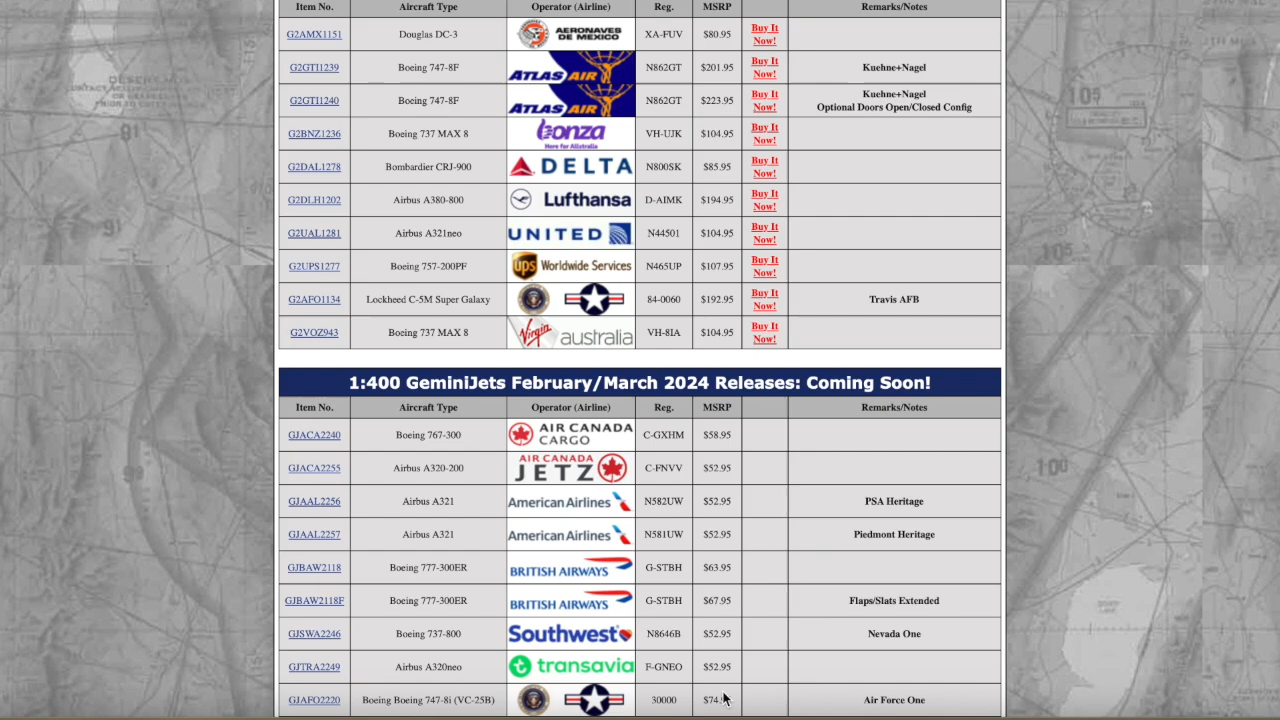 Item No. Aircraft Type Operator (Airline) Reg. MSRP Remarks/Notes
Douglas DC-3 AERONAVES DE MEXICO XA-FUV $80.95 Buy It Now!
G2GTI1239 Boeing 747-8F ATLAS AIR N862GT $201.95 Buy It Now! Kuehne+Nagel
G2GTI1240 Boeing 747-8F ATLAS AIR N862GT $223.95 Buy It Now! Kuehne+Nagel
Optional Doors Open/Closed Config
G2BNZ1256 Boeing 737 MAX 8 bonza Here for Allstralia VH-UJK $104.95 Buy It Now!
G2DAL1178 Bombardier CRJ-900 DELTA N800SK $85.95 Buy It Now!
G2DLH1202 Airbus A380-800 Lufthansa D-AIMK $194.95 Buy It Now!
G2UAL1281 Airbus A321neo UNITED N44501 $104.95 Buy It Now!
G2UPS1277 Boeing 757-200PF ups Worldwide Services N465UP $107.95 Buy It Now!
Lockheed C-5M Super Galaxy 84-0060 $192.95 Buy It Now! Travis AFB
G2VOZ943 Boeing 737 MAX 8 Virgin australia VH-8IA $104.95 Buy It Now!
1:400 GeminiJets February/March 2024 Releases: Coming Soon!
Item No. Aircraft Type Operator (Airline) Reg. MSRP Remarks/Notes
GJACA2240 Boeing 767-300 AIR CANADA CARGO C-GXHM $58.95
GJACA2255 Airbus A320-200 AIR CANADA JETZ C-FNVV $52.95
GJAAL2256 Airbus A321 American Airlines N582UW $52.95 PSA Heritage
GJAAL2257 Airbus A321 American Airlines N581UW $52.95 Piedmont Heritage
GJBAW2118 Boeing 777-300ER BRITISH AIRWAYS G-STBH $63.95
GJBAW2118F Boeing 777-300ER BRITISH AIRWAYS G-STBH $67.95 Flaps/Slats Extended
GJSWA2246 Boeing 737-800 Southwest N8646B $52.95 Nevada One
GJTRA2249 Airbus A320neo transavia F-GNEO $52.95
Boeing Boeing 747-8i (VC-25B) 30000 Air Force One